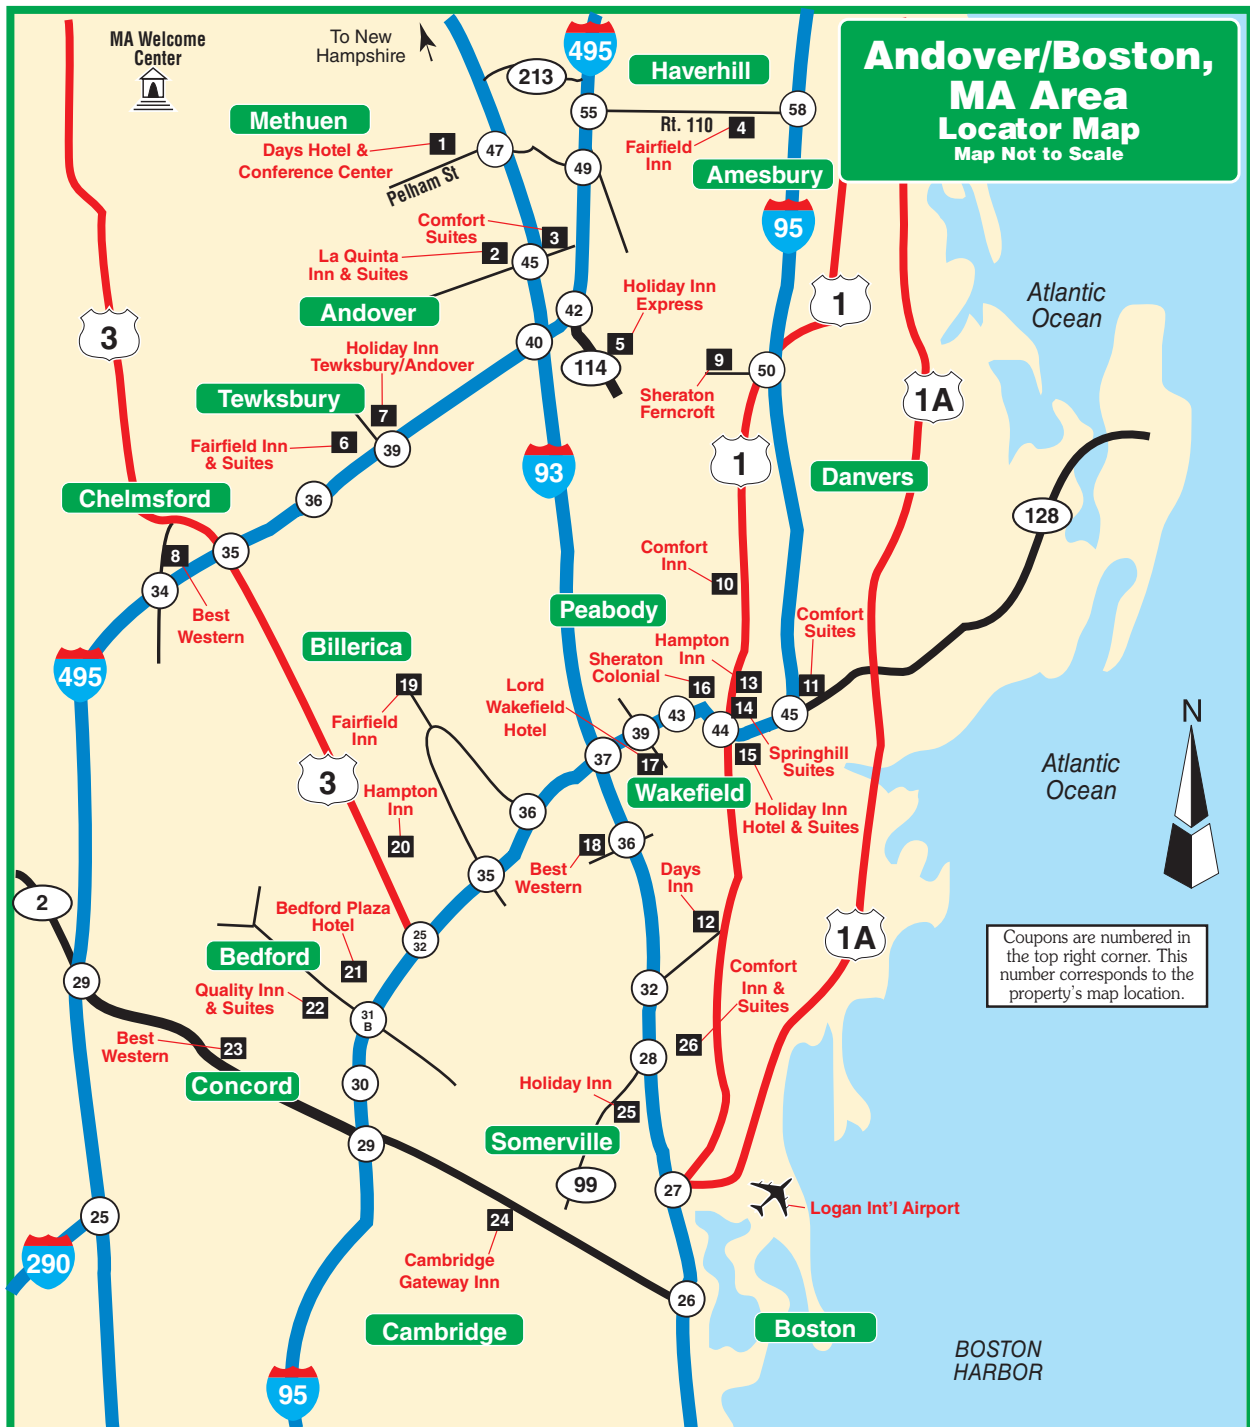 Andover/Boston,
MA Area
Locator Map
Map Not to Scale
MA Welcome
Center
To New
Hampshire
213
495
Haverhill
55
58
Rt. 110
4
Fairfield
Inn
Methuen
1
Days Hotel &
Conference Center
Pelham St
47
49
Amesbury
95
Comfort
Suites
3
2
La Quinta
Inn & Suites
45
Andover
42
Holiday Inn
Express
5
114
40
3
1
Atlantic
Ocean
Holiday Inn
Tewksbury/Andover
7
9
50
Sheraton
Ferncroft
1A
Tewksbury
6
Fairfield Inn
& Suites
39
93
1
Danvers
Chelmsford
36
128
35
8
34
Best
Western
Comfort
Inn
10
Peabody
Comfort
Suites
11
Billerica
495
19
Fairfield
Inn
Lord
Wakefield
Hotel
Sheraton
Colonial
16
Hampton
Inn
13
14
43
39
44
45
15
Springhill
Suites
17
37
Wakefield
Holiday Inn
Hotel & Suites
Atlantic
Ocean
N
3
Hampton
Inn
20
36
18
36
Best
Western
35
Days
Inn
12
2
Bedford Plaza
Hotel
25
32
Bedford
21
1A
Coupons are numbered in
the top right corner. This
number corresponds to the
property's map location.
29
Quality Inn
& Suites
22
31
B
32
Comfort
Inn &
Suites
26
Best
Western
23
28
Concord
30
Holiday Inn
25
29
Somerville
99
27
Logan Int'l Airport
25
24
Cambridge
Gateway Inn
290
26
Cambridge
Boston
BOSTON
HARBOR
95